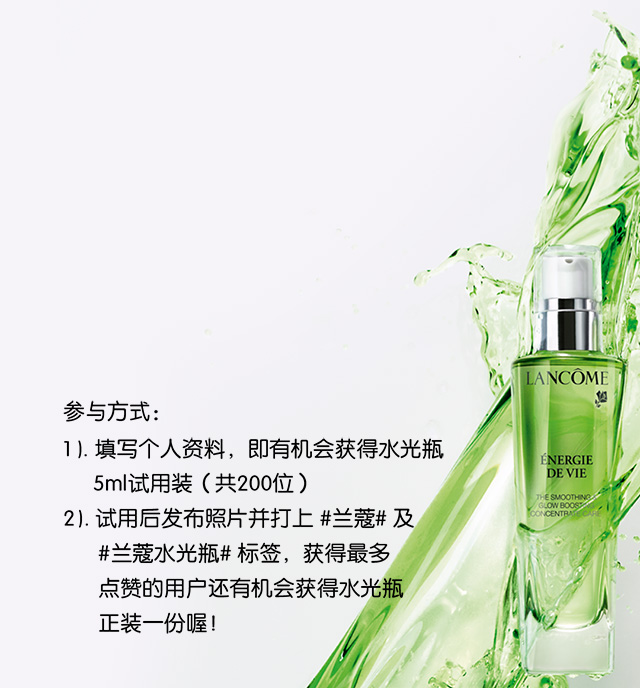 参与方式：
1). 填写个人资料，即有机会获得水光瓶
5ml试用装（共200位）
2). 试用后发布照片并打上 #兰蔻# 及
#兰蔻水光瓶# 标签，获得最多
点赞的用户还有机会获得水光瓶
正装一份喔！
LANCÔME
ÉNERGIE
DE VIE
THE SMOOTHING &
GLOW BOOSTING
CONCENTRATE CARE